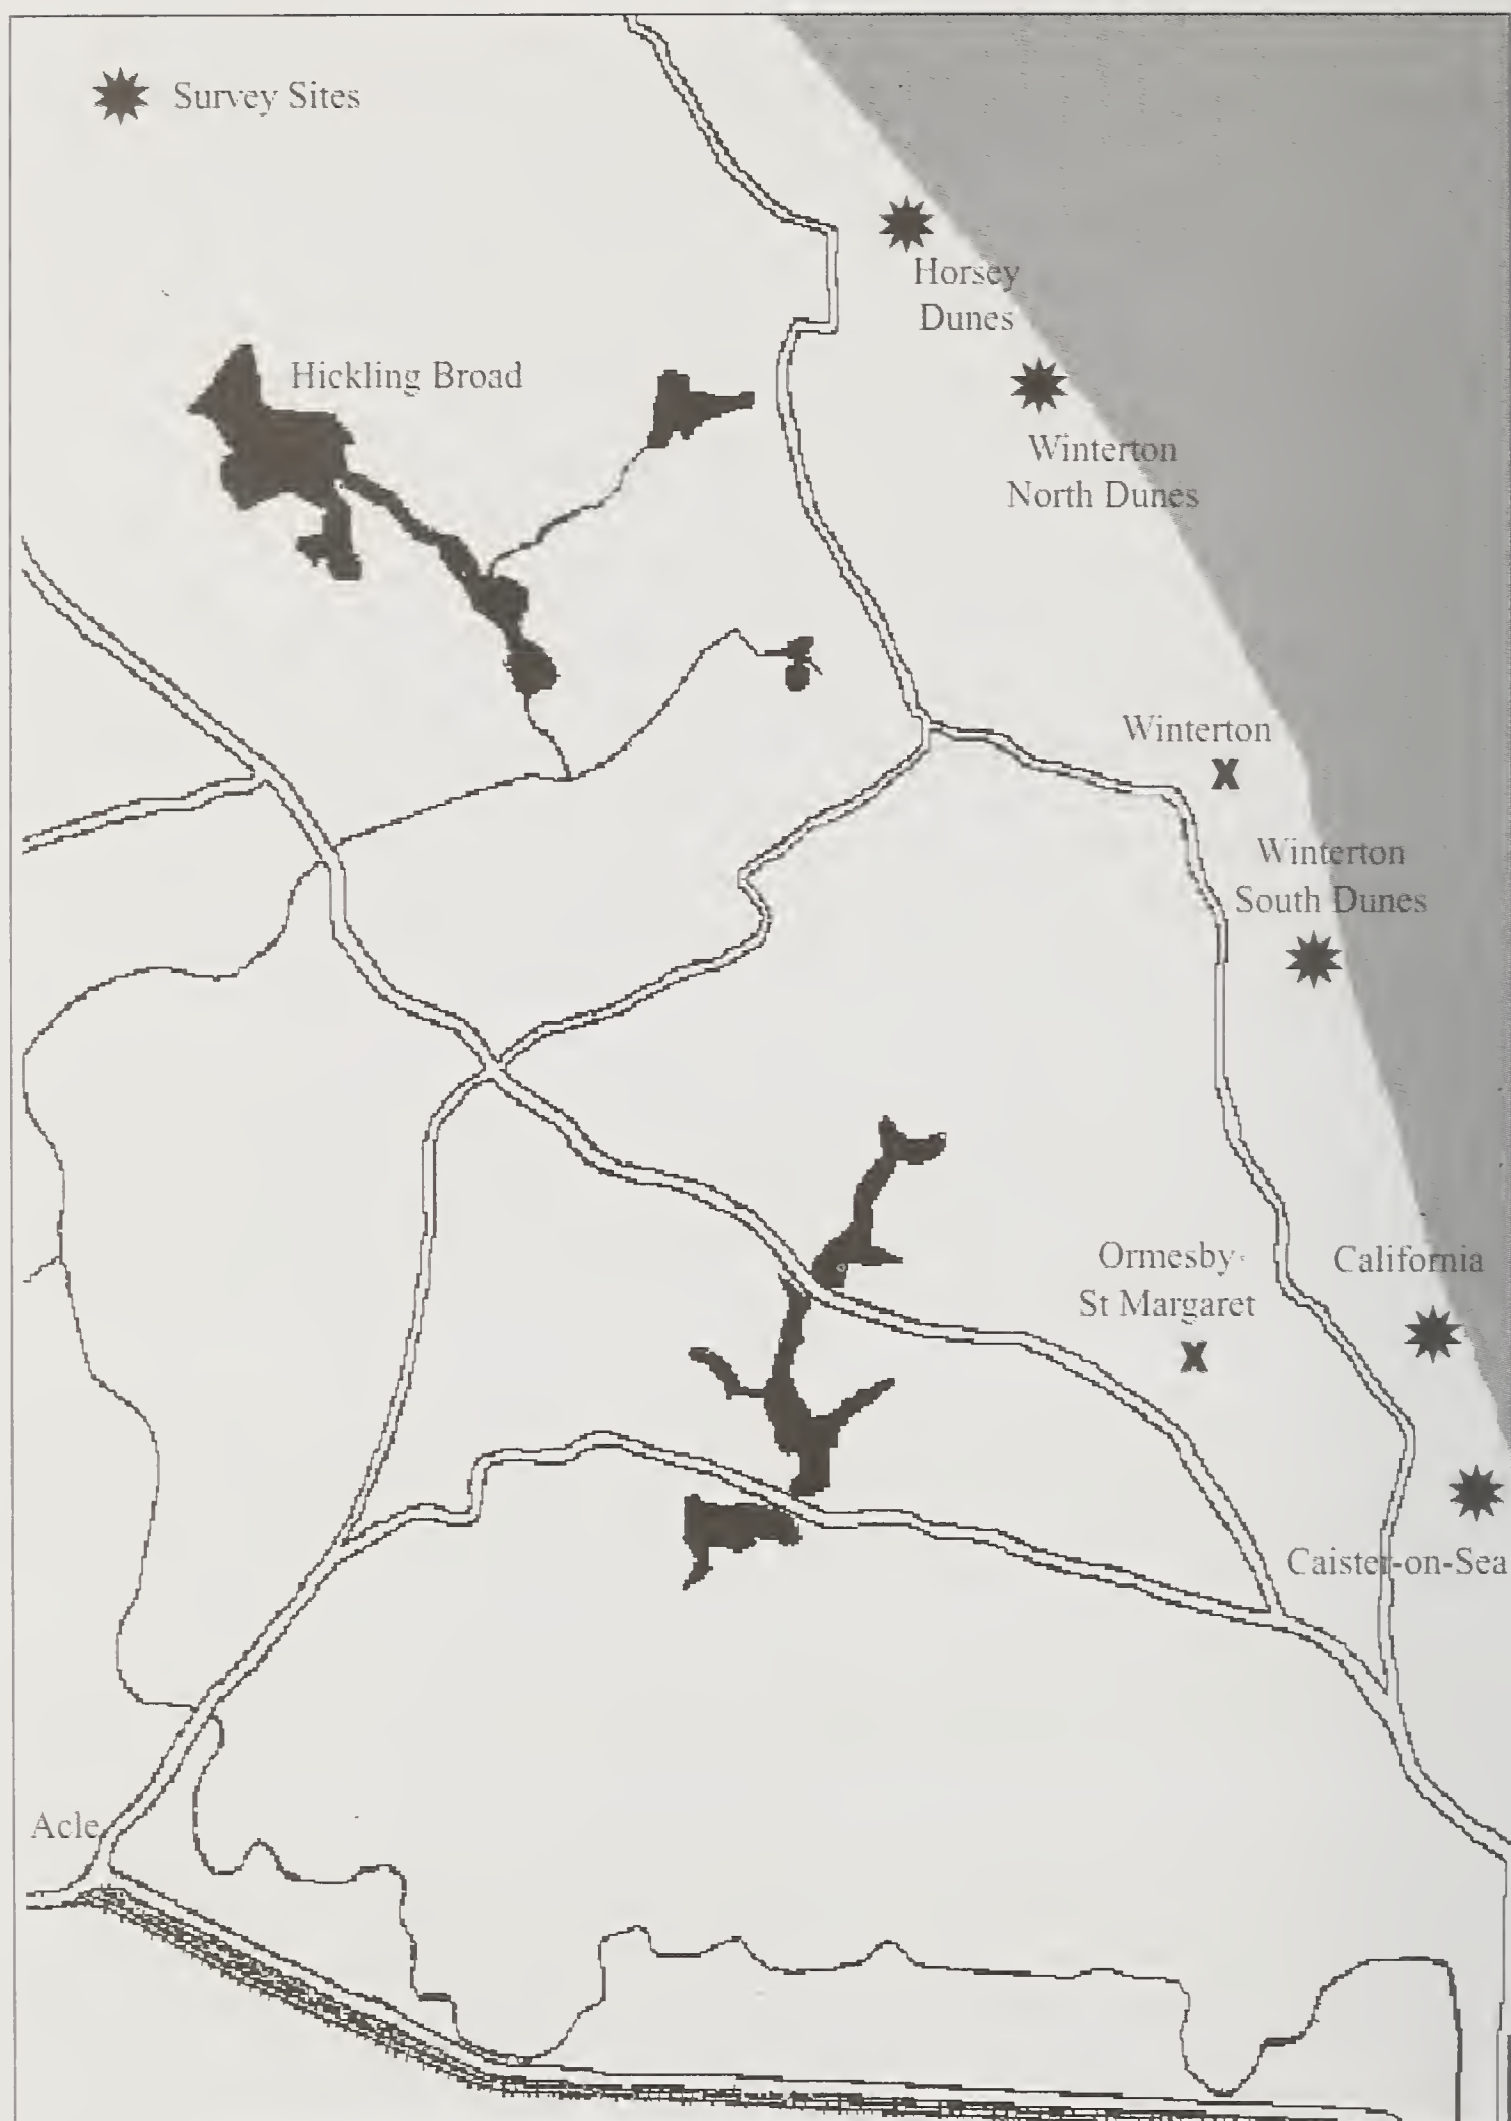 Survey Sites
Horsey
Dunes
Hickling Broad
Winterton
North Dunes
Winterton
X
Winterton
South Dunes
Ormesby-
St Margaret
X
California
Caister-on-Sea
Acle